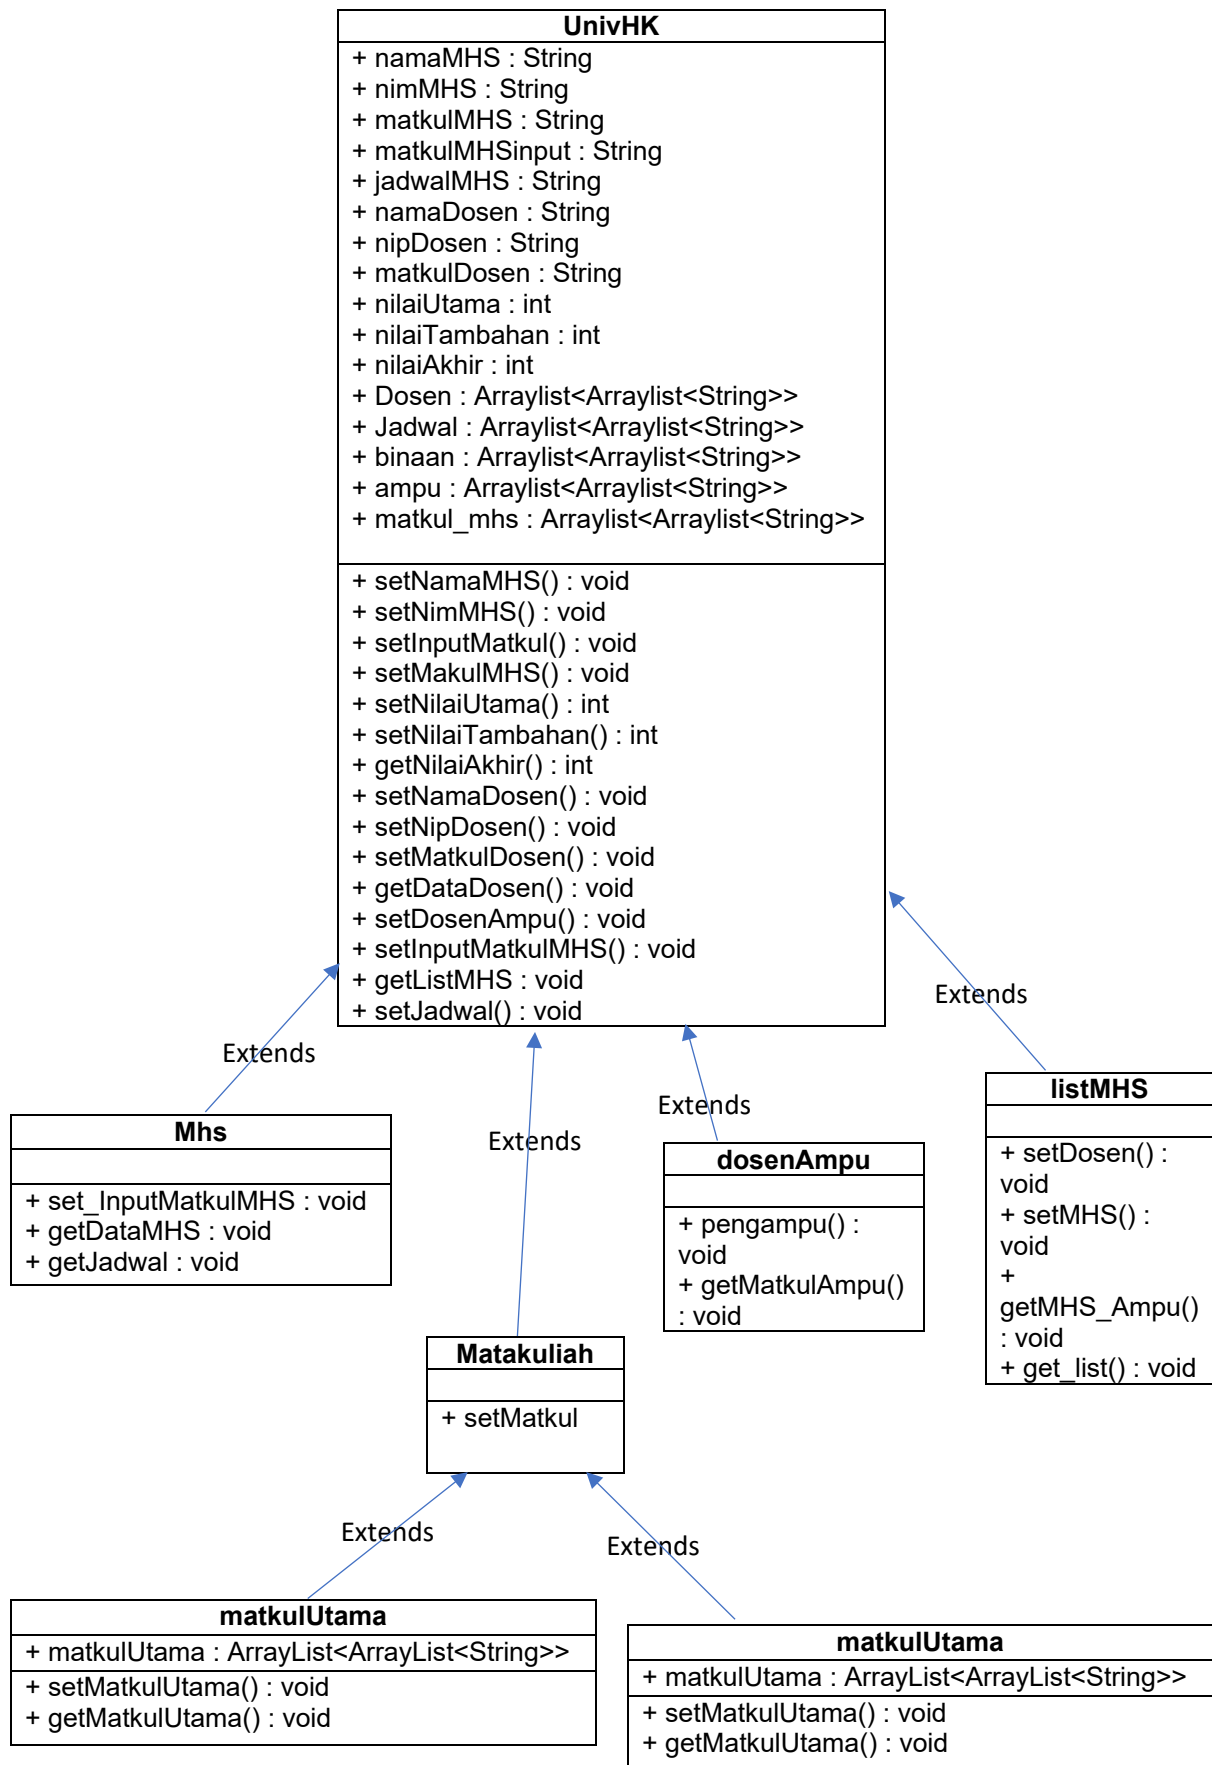 UnivHK
+ namaMHS : String
+ nimMHS : String
+ matkulMHS : String
+ matkulMHSinput : String
+ jadwalMHS : String
+ namaDosen : String
+ nipDosen : String
+ matkulDosen : String
+ nilaiUtama : int
+ nilaiTambahan : int
+ nilaiAkhir : int
+ Dosen : Arraylist<Arraylist<String>>
+ Jadwal : Arraylist<Arraylist<String>>
+ binaan : Arraylist<Arraylist<String>>
+ ampu : Arraylist<Arraylist<String>>
+ matkul_mhs : Arraylist<Arraylist<String>>
+ setNamaMHS() : void
+ setNimMHS() : void
+ setInputMatkul() : void
+ setMakulMHS() : void
+ setNilaiUtama() : int
+ setNilaiTambahan() : int
+ getNilaiAkhir() : int
+ setNamaDosen() : void
+ setNipDosen() : void
+ setMatkulDosen() : void
+ getDataDosen() : void
+ setDosenAmpu() : void
+ setInputMatkulMHS() : void
+ getListMHS : void
+ setJadwal() : void
Extends
Extends
Extends
Extends
Mhs
+ set_InputMatkulMHS : void
+ getDataMHS : void
+ getJadwal : void
dosenAmpu
+ pengampu() :
void
+ getMatkulAmpu()
: void
listMHS
+ setDosen() :
void
+ setMHS() :
void
+
getMHS_Ampu()
: void
+ get_list() : void
Matakuliah
+ setMatkul
Extends
Extends
matkulUtama
+ matkulUtama : ArrayList<ArrayList<String>>
+ setMatkulUtama() : void
+ getMatkulUtama() : void
matkulUtama
+ matkulUtama : ArrayList<ArrayList<String>>
+ setMatkulUtama() : void
+ getMatkulUtama() : void